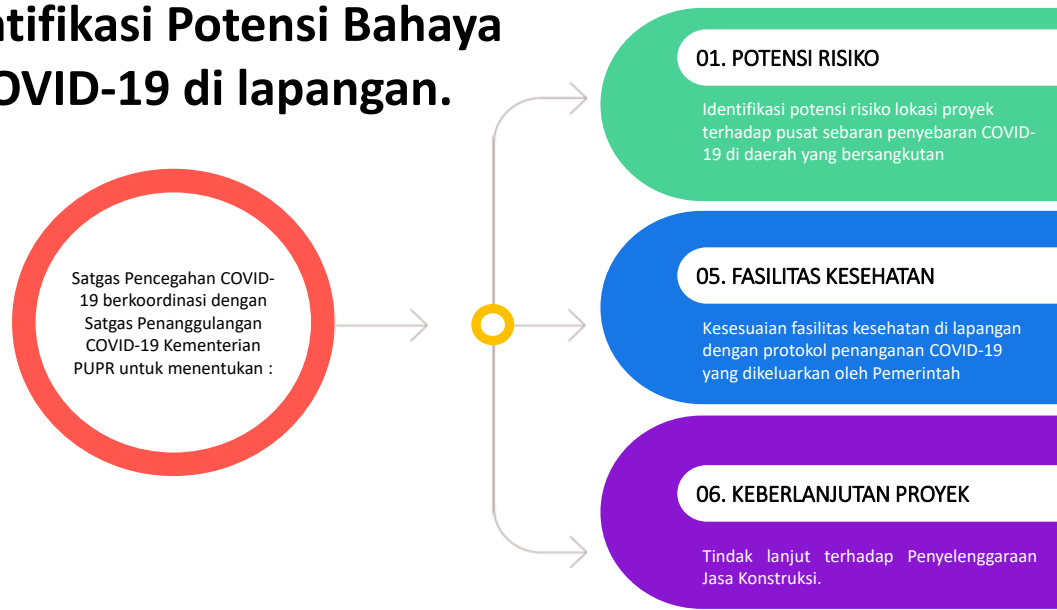 atifikasi Potensi Bahaya
OVID-19 di lapangan.
Satgas Pencegahan COVID-
19 berkoordinasi dengan
Satgas Penanggulangan
COVID-19 Kementerian
PUPR untuk menentukan :
01. POTENSI RISIKO
Identifikasi potensi risiko lokasi proyek
terhadap pusat sebaran penyebaran COVID-
19 di daerah yang bersangkutan
05. FASILITAS KESEHATAN
Kesesuaian fasilitas kesehatan di lapangan
dengan protokol penanganan COVID-19
yang dikeluarkan oleh Pemerintah
06. KEBERLANJUTAN PROYEK
Tindak lanjut terhadap Penyelenggaraan
Jasa Konstruksi.